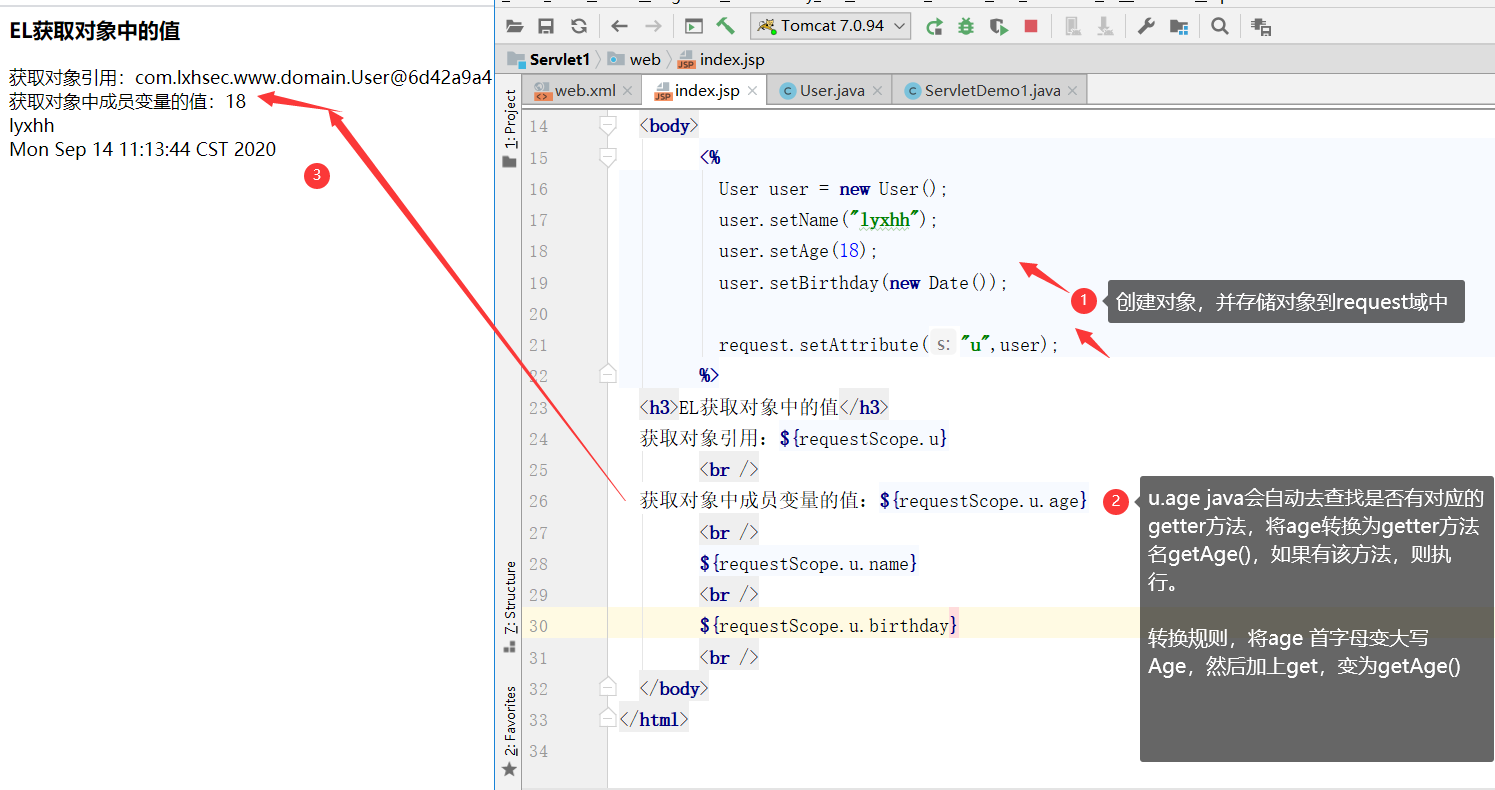 EL获取对象中的值
获取对象引用：com.lxhsec.www.domain.User@6d42a9a4
获取对象中成员变量的值：18
lyxhh
Mon Sep 14 11:13:44 CST 2020
3
Tomcat 7.0.94
Servlet1 web index.jsp
web.xml index.jsp User.java ServletDemo1.java
1: Project
7: Structure
2: Favorites
14 <body>
15 <%
16 User user = new User();
17 user.setName("lyxhh");
18 user.setAge(18);
19 user.setBirthday(new Date());
20
21 request.setAttribute( s: "u",user);
22 %>
23 <h3>EL获取对象中的值</h3>
24 获取对象引用：${requestScope.u}
25 <br />
26 获取对象中成员变量的值：${requestScope.u.age}
27 <br />
28 ${requestScope.u.name}
29 <br />
30 ${requestScope.u.birthday}
31 <br />
32 </body>
33 </html>
34
1 创建对象，并存储对象到request域中
2
u.age java会自动去查找是否有对应的
getter方法，将age转换为getter方法
名getAge()，如果有该方法，则执
行。
转换规则，将age 首字母变大写
Age，然后加上get，变为getAge()